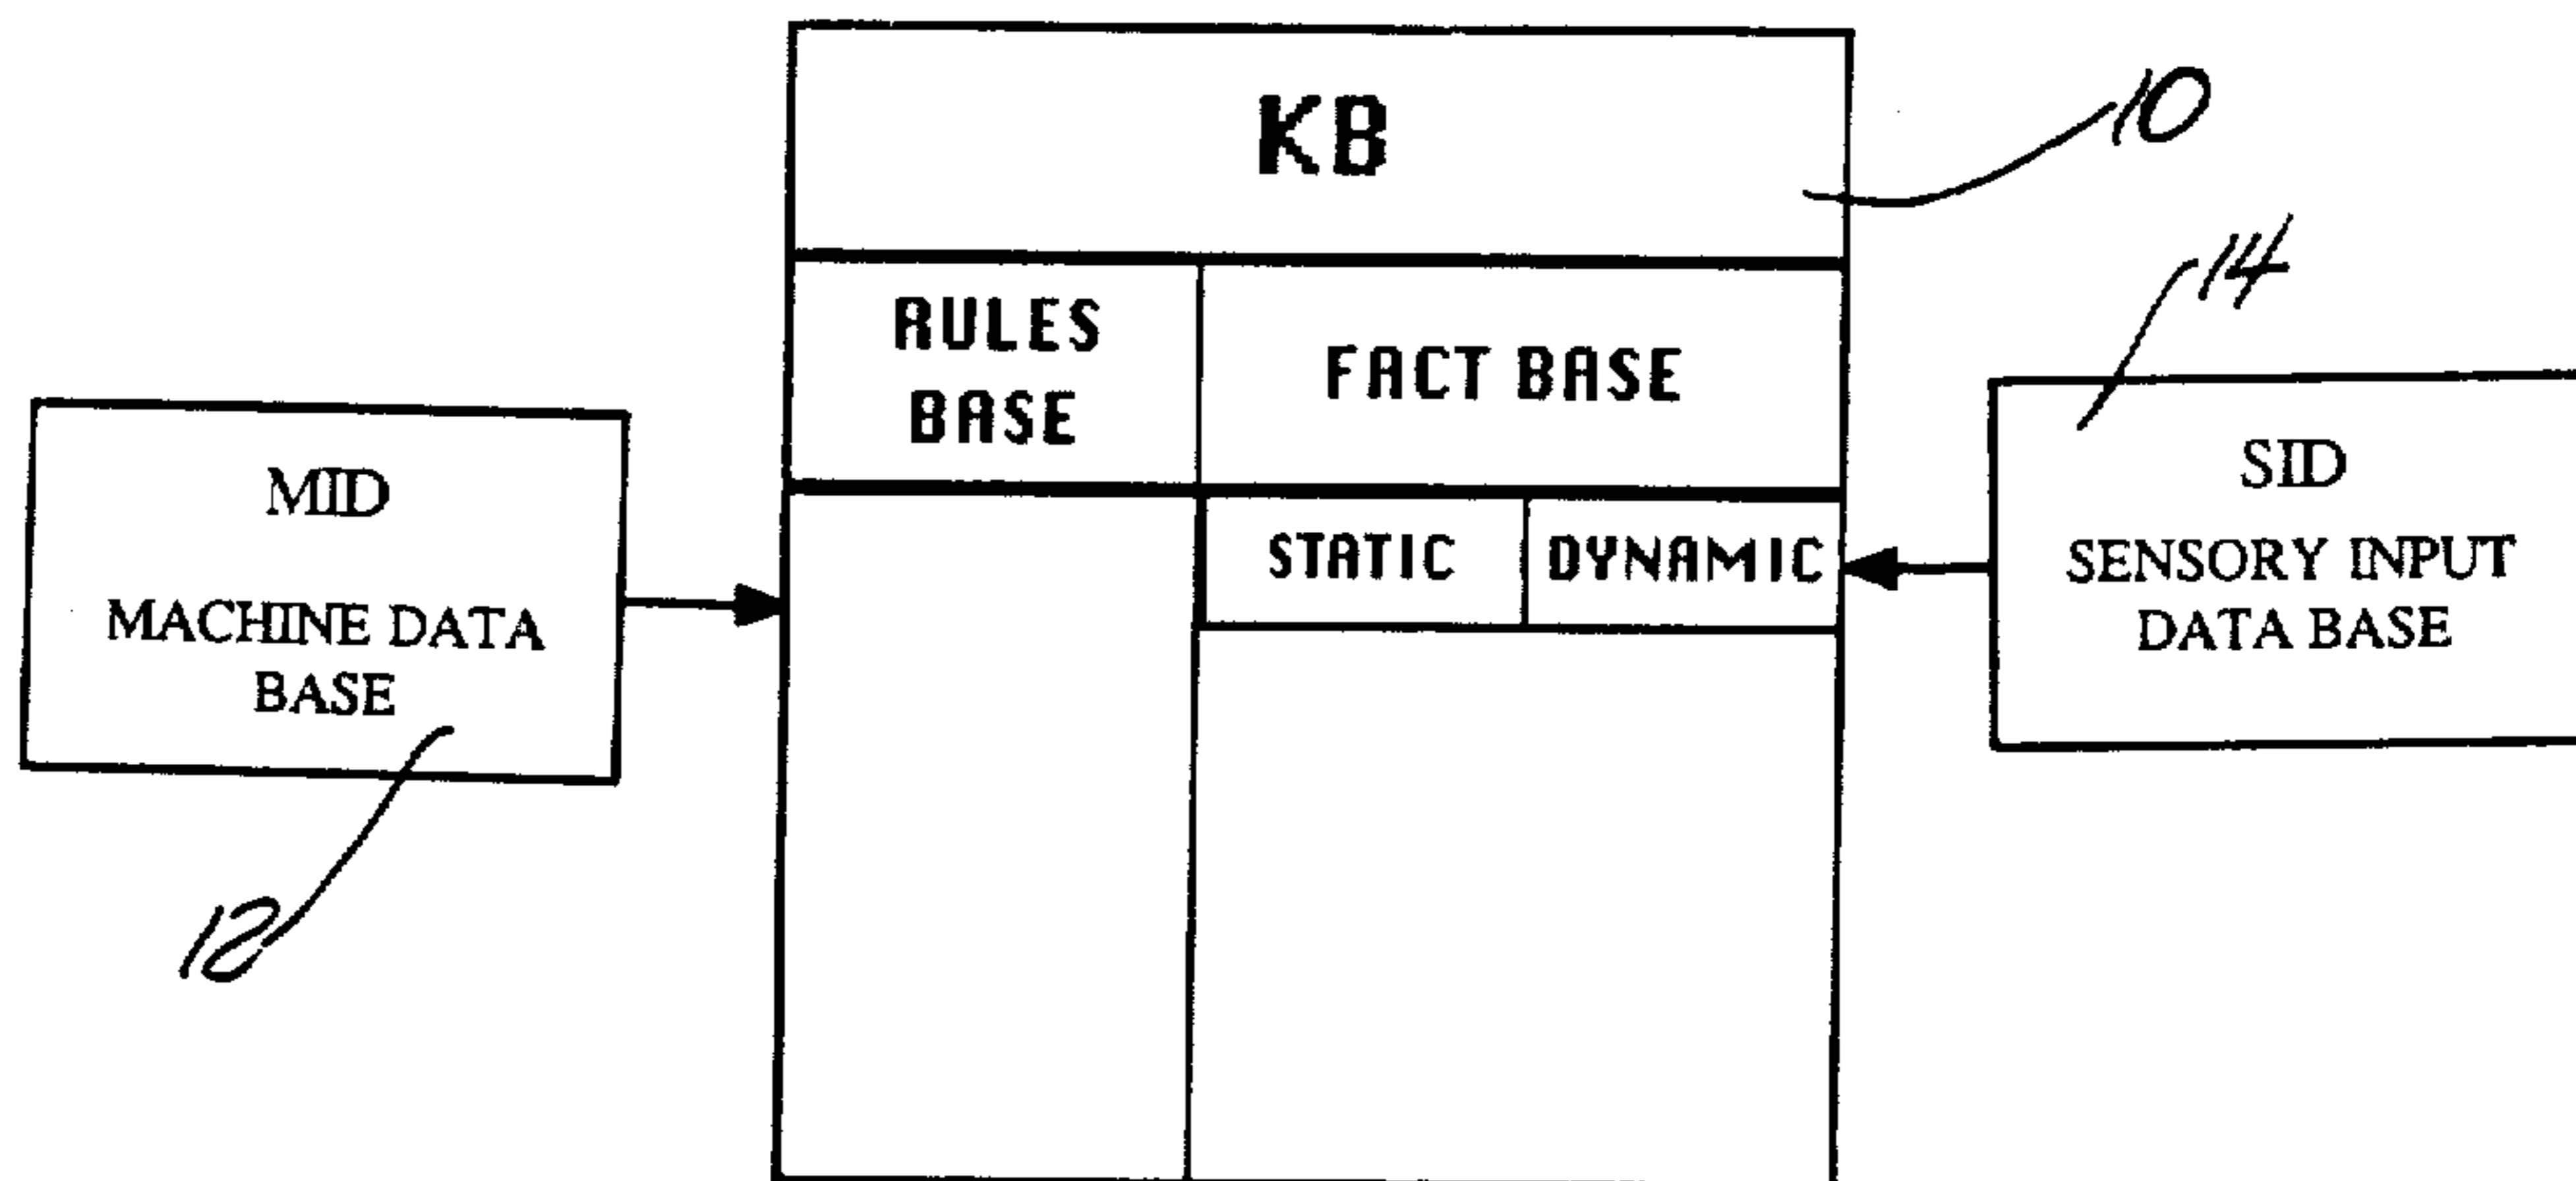 KB
10
RULES
BASE
FACT BASE
14
MID
MACHINE DATA
BASE
12
STATIC
DYNAMIC
SID
SENSORY INPUT
DATA BASE